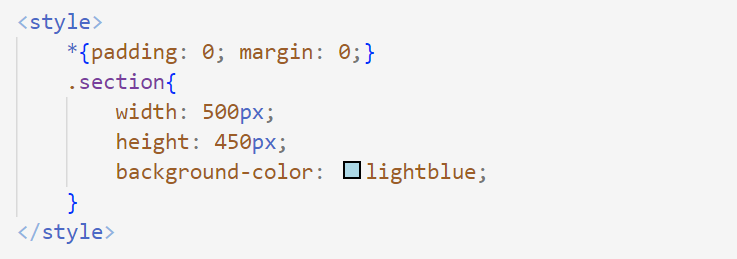 <style>
*{padding: 0; margin: 0;}
.section{
width: 500px;
height: 450px;
background-color: lightblue;
}
</style>